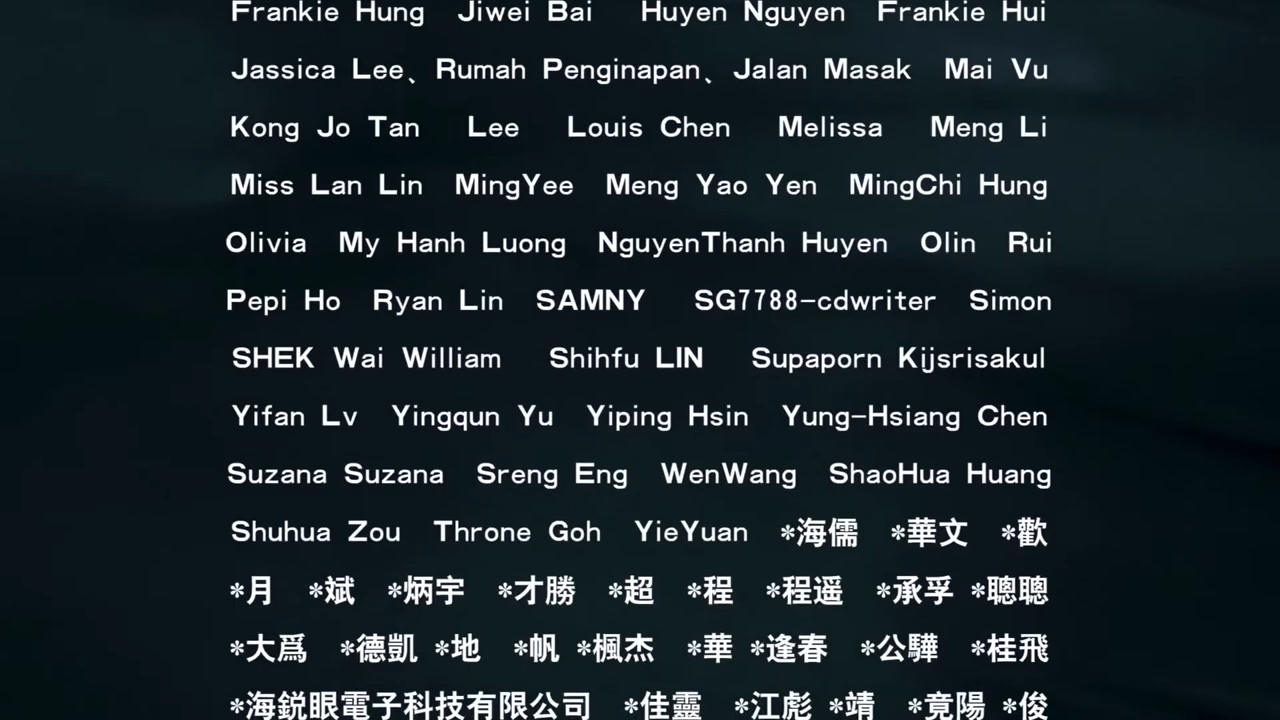 Frankie Hung Jiwei Bai Huyen Nguyen Frankie Hui
Jassica Lee、Rumah Penginapan、Jalan Masak Mai Vu
Kong Jo Tan Lee Louis Chen Melissa Meng Li
Miss Lan Lin MingYee Meng Yao Yen MingChi Hung
Olivia My Hanh Luong NguyenThanh Huyen Olin Rui
Pepi Ho Ryan Lin SAMNY SG7788-cdwriter Simon
SHEK Wai William Shihfu LIN Supaporn Kijsrisakul
Yifan Lv Yingqun Yu Yiping Hsin Yung-Hsiang Chen
Suzana Suzana Sreng Eng WenWang ShaoHua Huang
Shuhua Zou Throne Goh YieYuan *海儒 *華文 *歡
*月 *斌 *炳宇 *才勝 *超 *程 *程遥 *承孚 *聰聰
*大爲 *德凱 *地 *帆 *楓杰 *華 *逢春 *公驊 *桂飛
*海鋭眼電子科技有限公司 *佳靈 *江彪 *靖 *竟陽 *俊